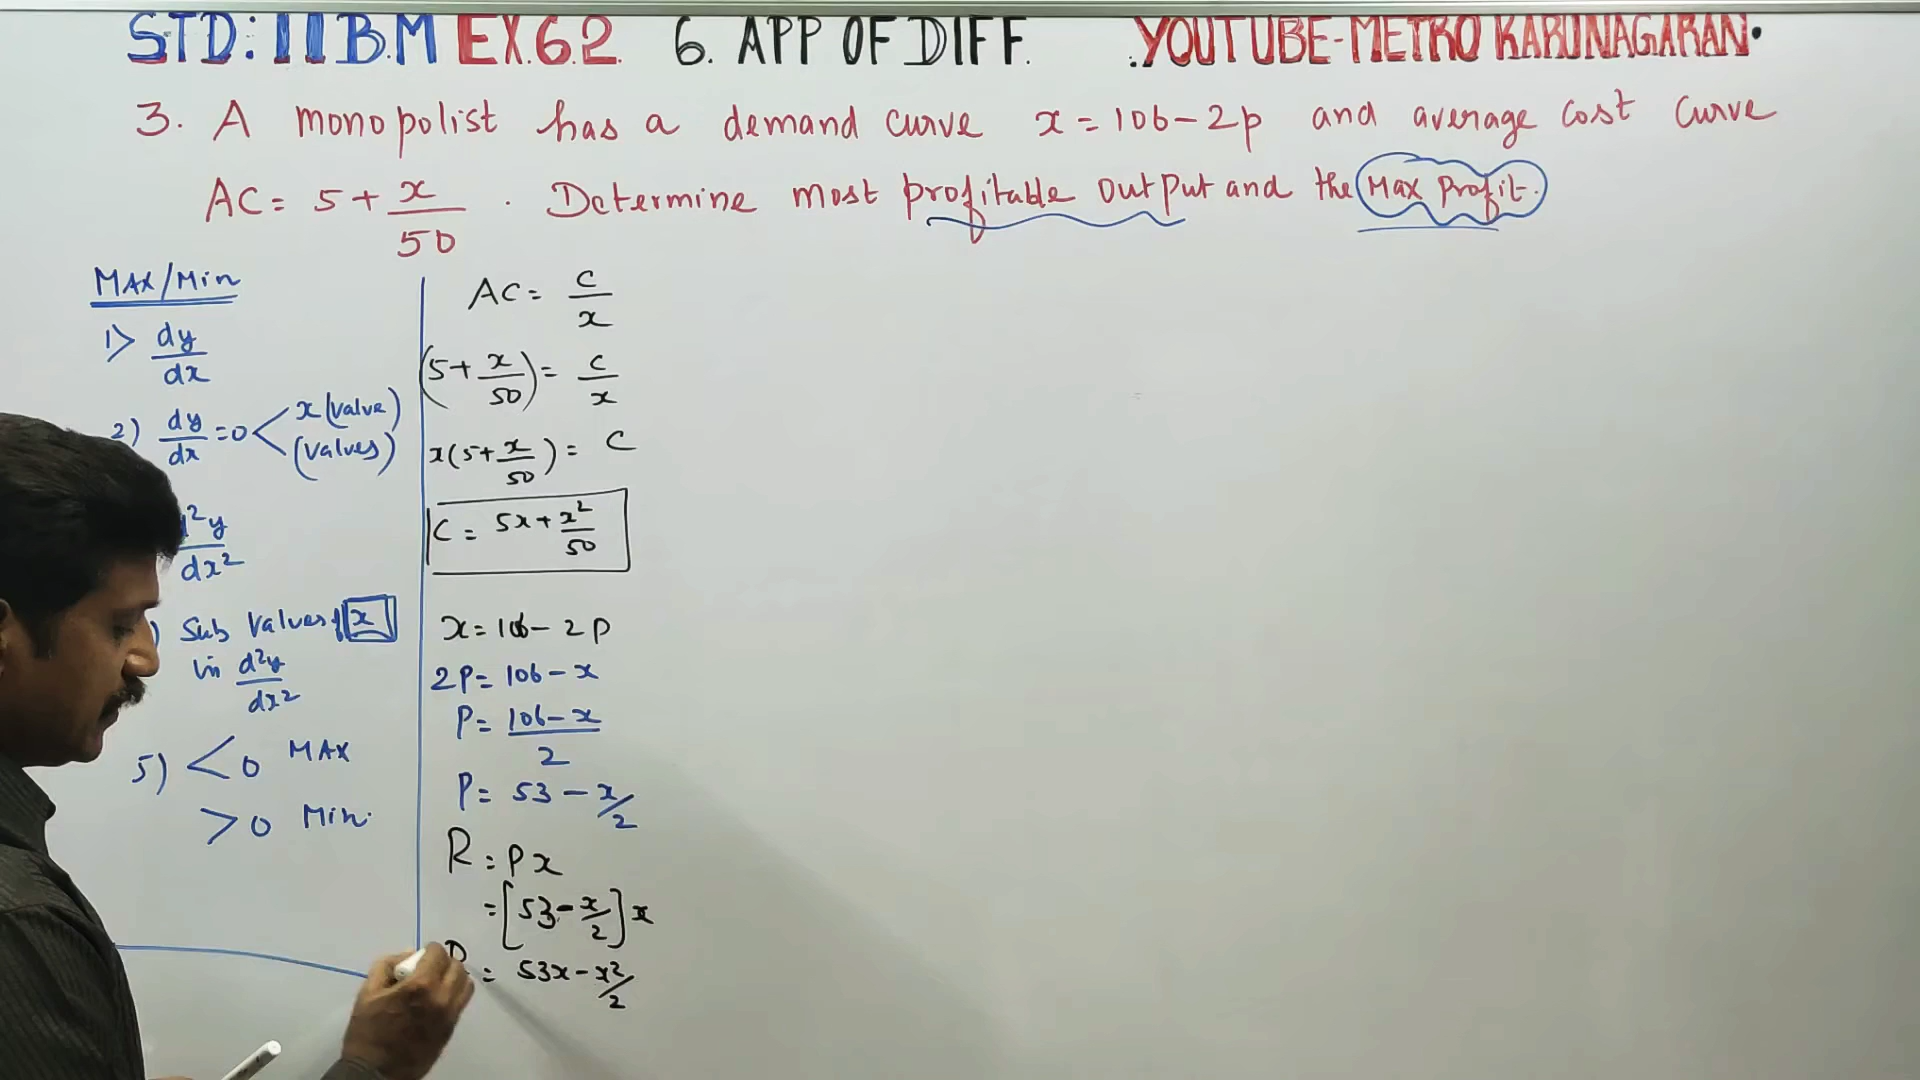 STD: 11 B.M EX.6.2. 6. APP OF DIFF. YOUTUBE-METRO KARUNAGARAN.
3. A monopolist has a demand curve x = 106 - 2p and average cost curve
AC = 5 + x/50 . Determine most profitable output and the Max Profit.
MAX/Min
1) dy/dx
2) dy/dx = 0 < x (value)
(values)
d²y/dx²
) Sub values of x
in d²y/dx²
5) < 0 MAX
> 0 Min.
AC = C/x
(5 + x/50) = C/x
x(5 + x/50) = C
C = 5x + x²/50
x = 106 - 2p
2P = 106 - x
P = 106 - x/2
P = 53 - x/2
R = Px
= [53 - x/2] x
R = 53x - x²/2